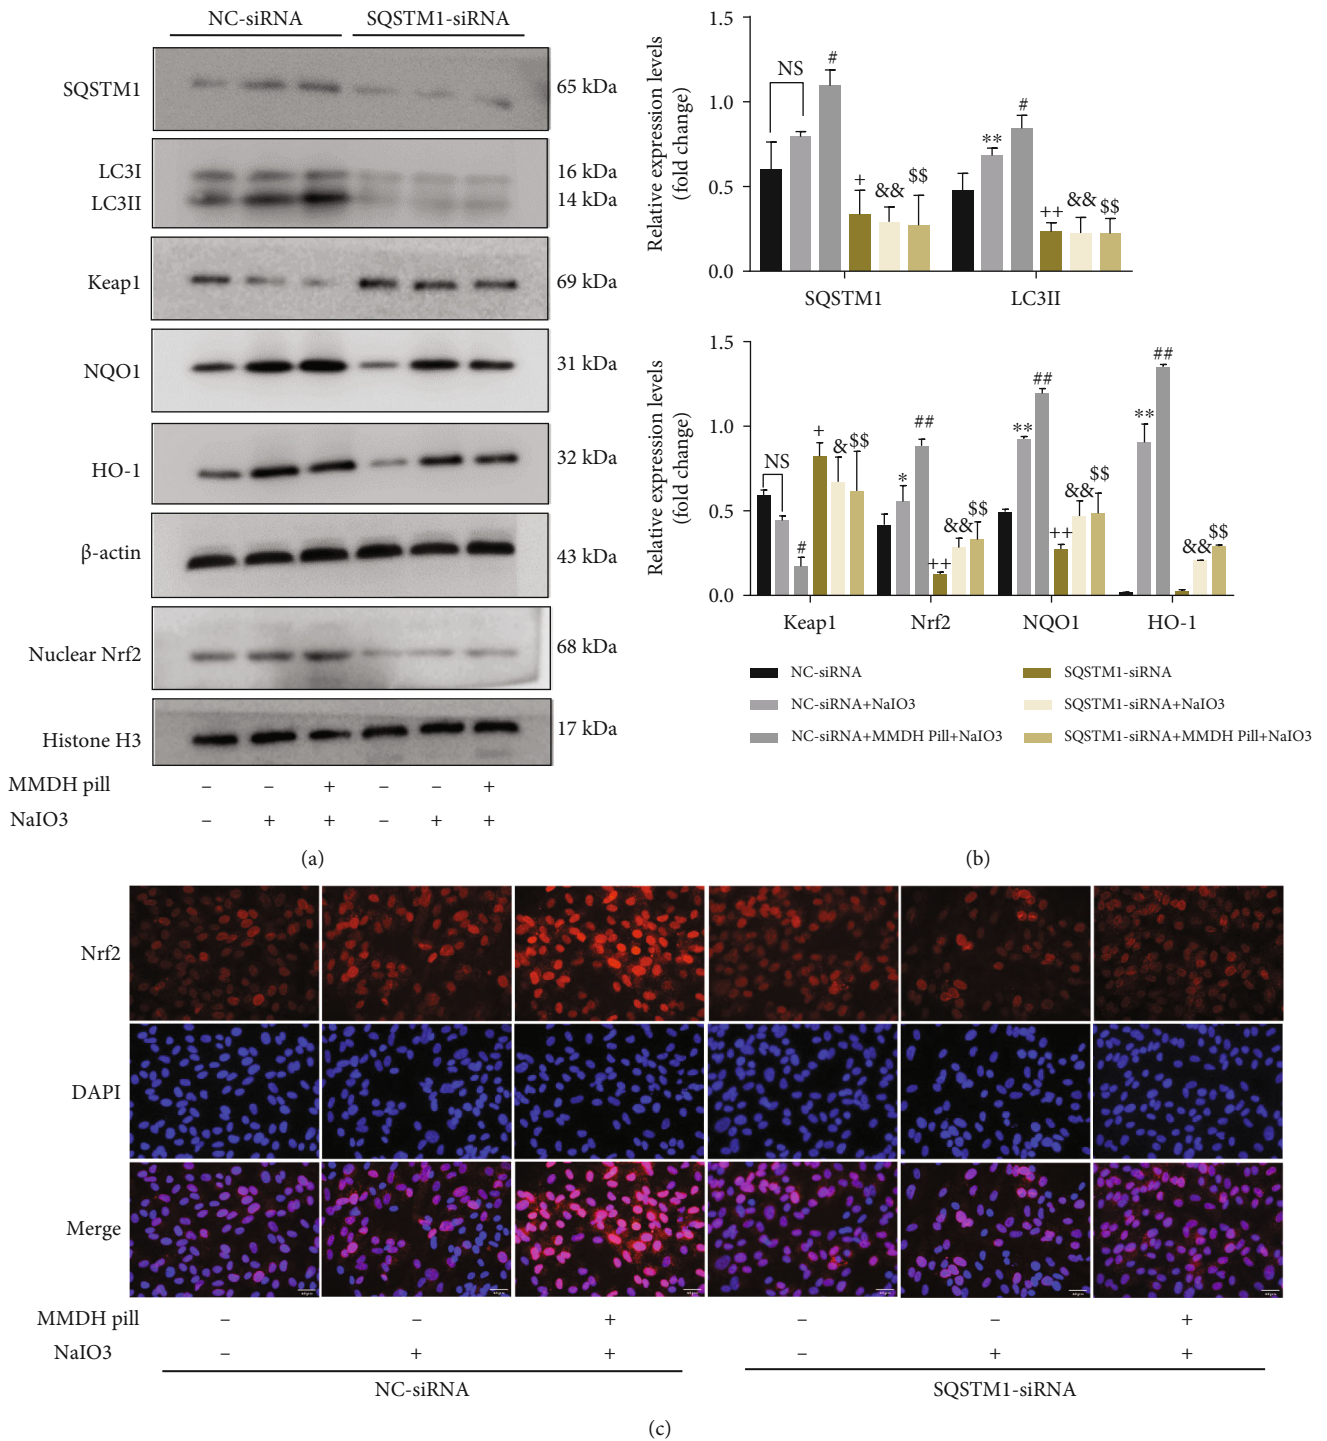 NC-siRNA SQSTM1-siRNA
SQSTM1 65 kDa
LC3I 16 kDa
LC3II 14 kDa
Keap1 69 kDa
NQO1 31 kDa
HO-1 32 kDa
β-actin 43 kDa
Nuclear Nrf2 68 kDa
Histone H3 17 kDa
MMDH pill – – + – – +
NaIO3 – + + – + +
(a)
Relative expression levels
(fold change)
1.5
1.0
0.5
0.0
NS # + && $$
** # ++ && $$
SQSTM1 LC3II
Relative expression levels
(fold change)
1.5
1.0
0.5
0.0
NS # + & $$
* ## ++ && $$
** ## ++ && $$
** ## && $$
Keap1 Nrf2 NQO1 HO-1
NC-siRNA SQSTM1-siRNA
NC-siRNA+NaIO3 SQSTM1-siRNA+NaIO3
NC-siRNA+MMDH Pill+NaIO3 SQSTM1-siRNA+MMDH Pill+NaIO3
(b)
Nrf2
DAPI
Merge
MMDH pill – – + – – +
NaIO3 – + + – + +
NC-siRNA SQSTM1-siRNA
(c)